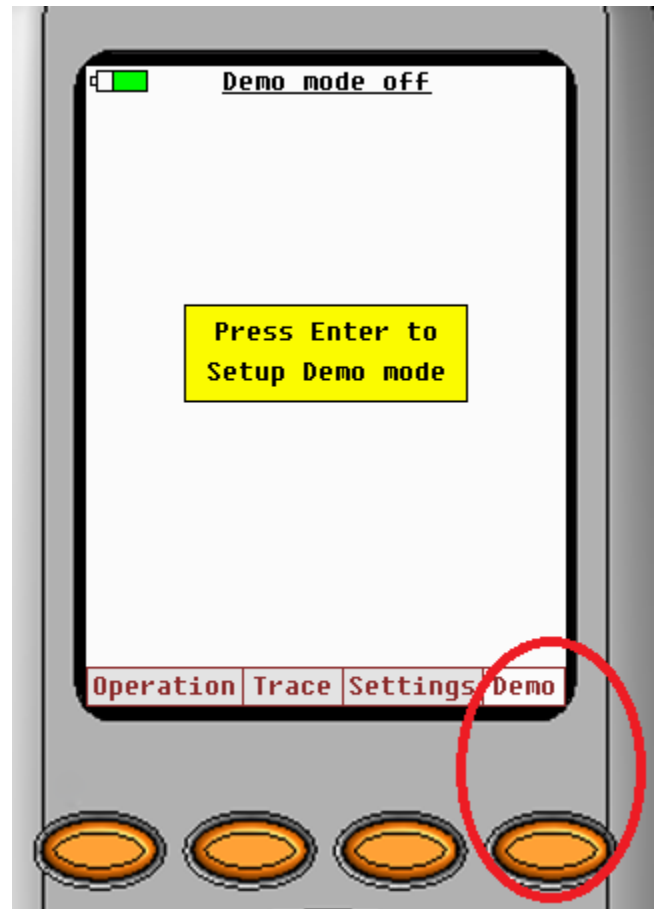 Demo mode off
Press Enter to
Setup Demo mode
Operation Trace Settings Demo